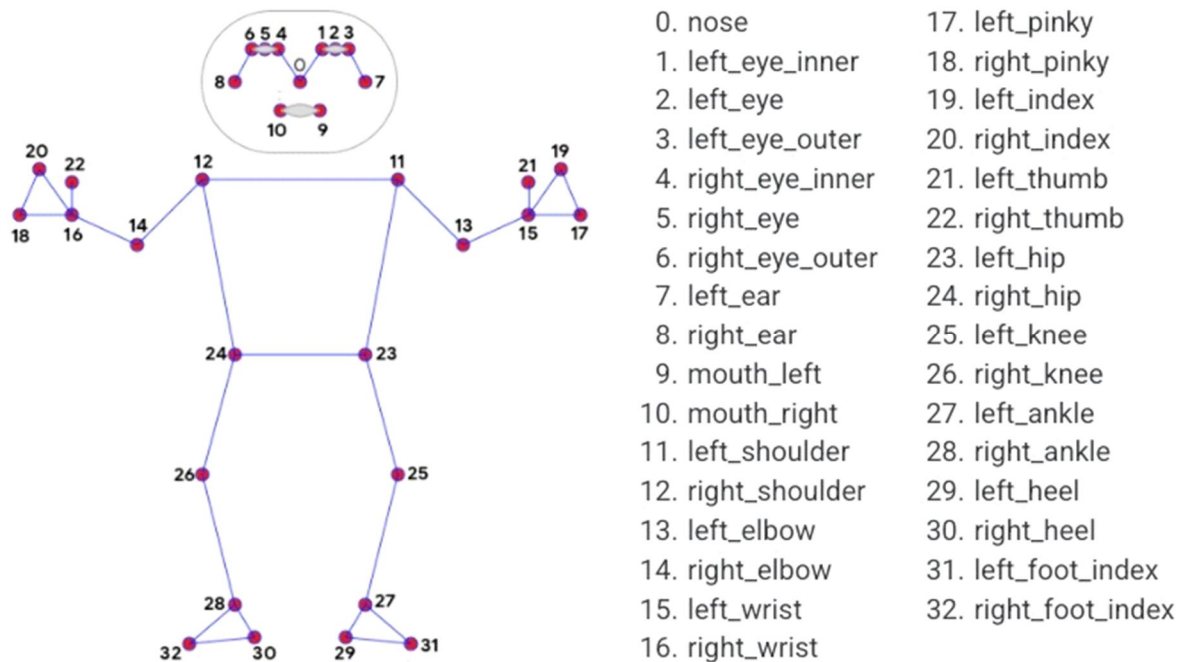 6 5 4 1 2 3
0
8 7
10 9
20 22 12 11 21 19
18 16 14 13 15 17
24 23
26 25
28 27
32 30 29 31
0. nose
1. left_eye_inner
2. left_eye
3. left_eye_outer
4. right_eye_inner
5. right_eye
6. right_eye_outer
7. left_ear
8. right_ear
9. mouth_left
10. mouth_right
11. left_shoulder
12. right_shoulder
13. left_elbow
14. right_elbow
15. left_wrist
16. right_wrist
17. left_pinky
18. right_pinky
19. left_index
20. right_index
21. left_thumb
22. right_thumb
23. left_hip
24. right_hip
25. left_knee
26. right_knee
27. left_ankle
28. right_ankle
29. left_heel
30. right_heel
31. left_foot_index
32. right_foot_index